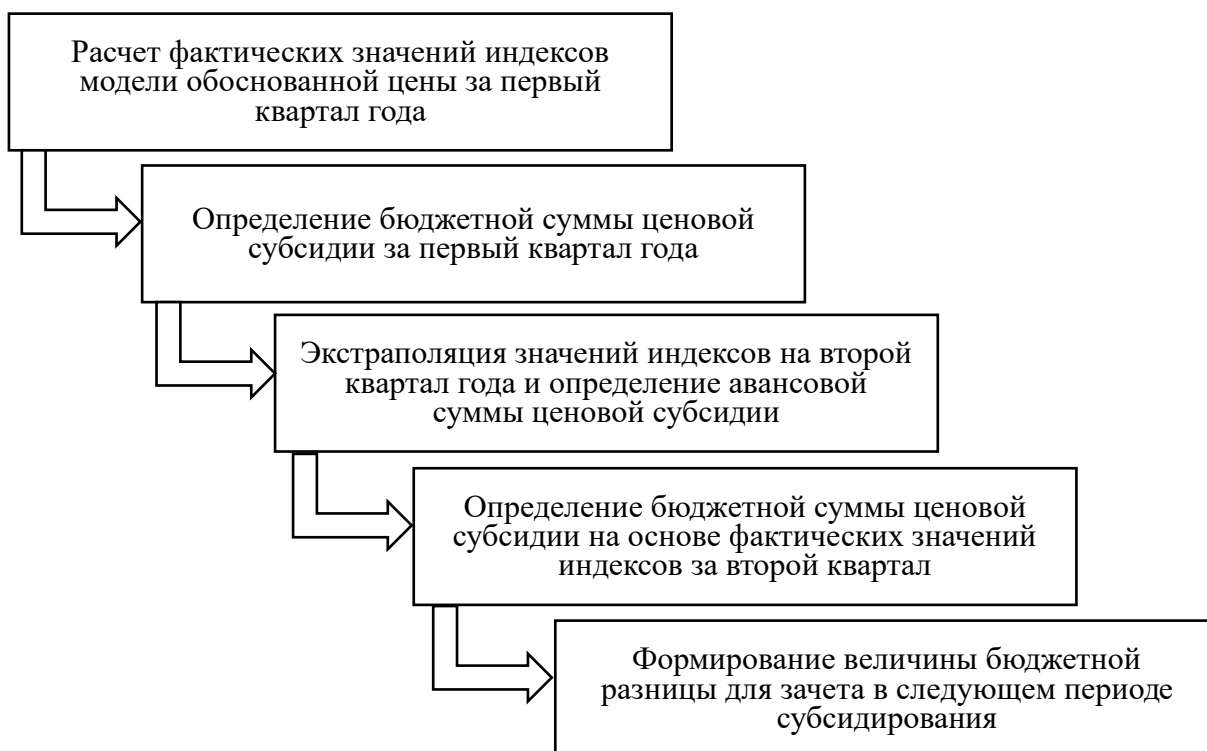 Расчет фактических значений индексов
модели обоснованной цены за первый
квартал года
Определение бюджетной суммы ценовой
субсидии за первый квартал года
Экстраполяция значений индексов на второй
квартал года и определение авансовой
суммы ценовой субсидии
Определение бюджетной суммы ценовой
субсидии на основе фактических значений
индексов за второй квартал
Формирование величины бюджетной
разницы для зачета в следующем периоде
субсидирования